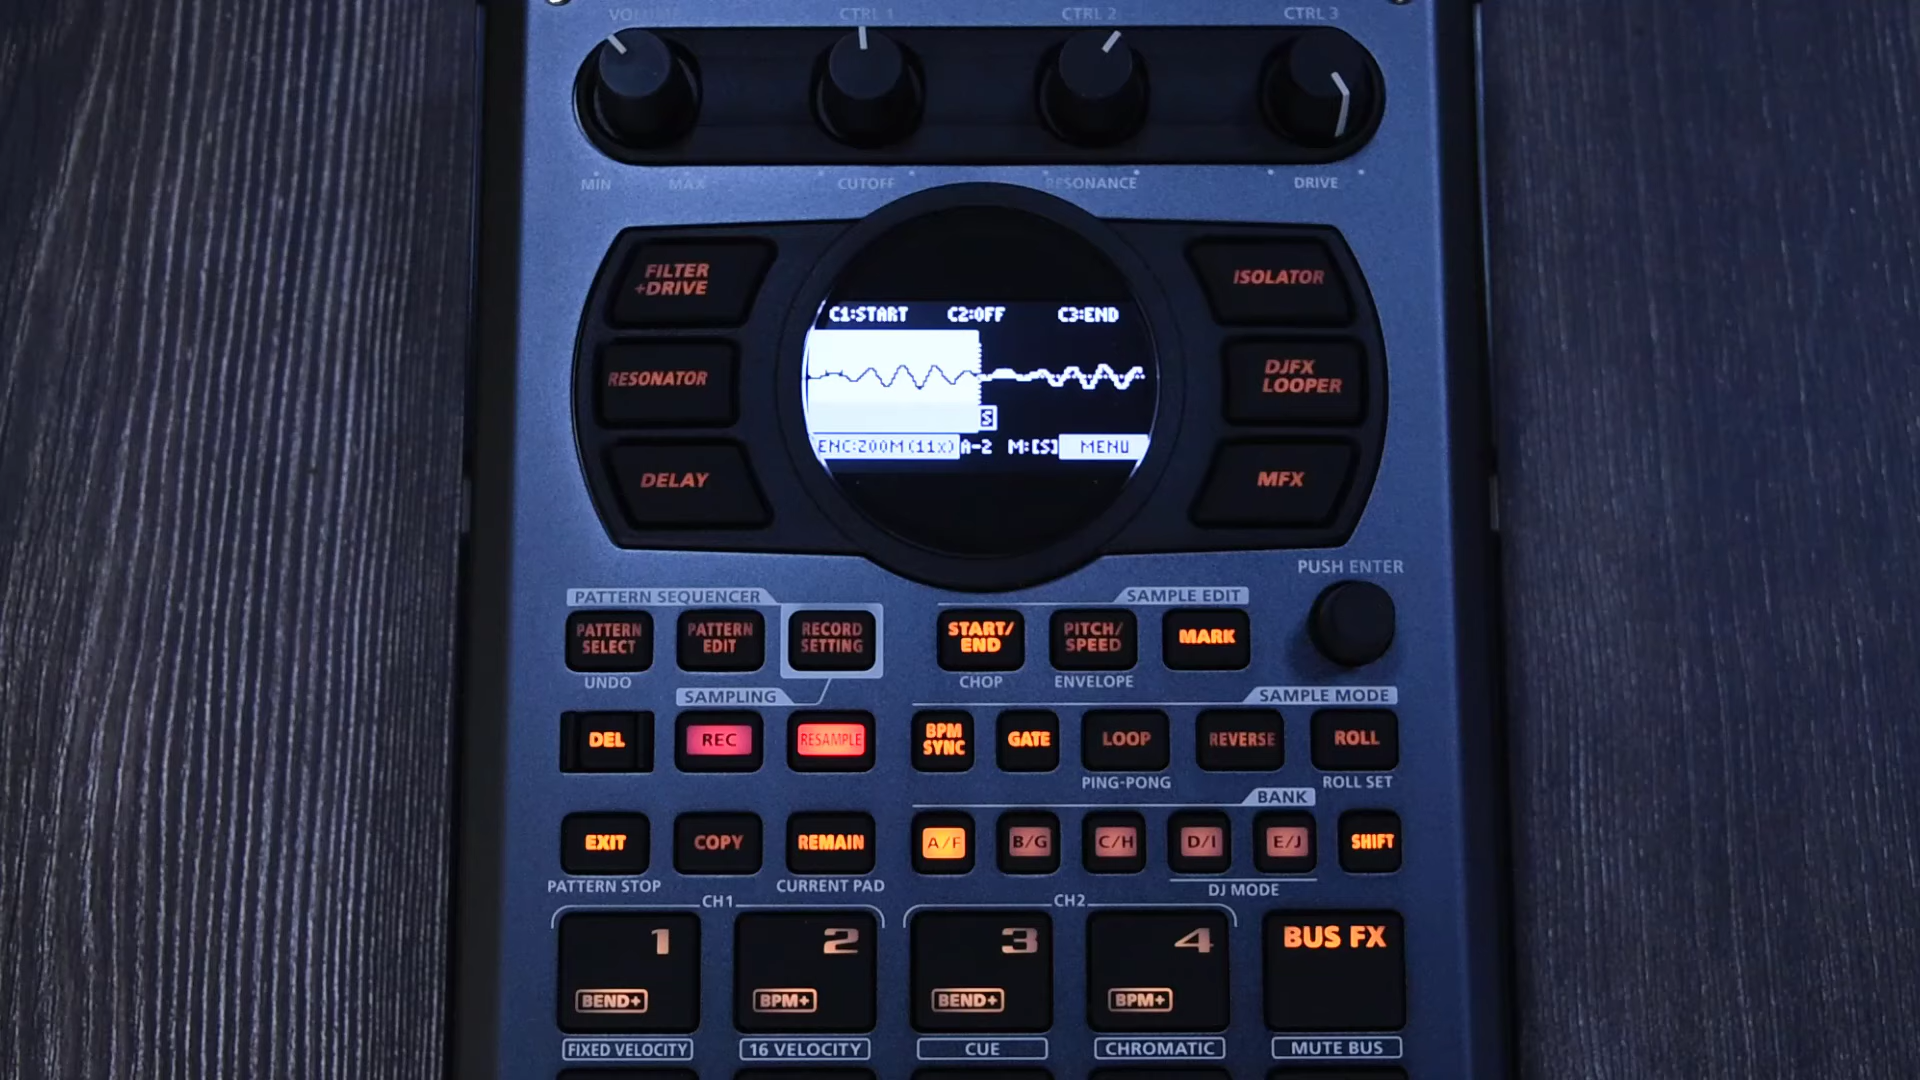 VOLUME CTRL 1 CTRL 2 CTRL 3
MIN MAX CUTOFF RESONANCE DRIVE
FILTER
+DRIVE
ISOLATOR
C1:START C2:OFF C3:END
RESONATOR
DJFX
LOOPER
S
ENC:ZOOM(11x) A-2 M:[S] MENU
DELAY
MFX
PUSH ENTER
PATTERN SEQUENCER
SAMPLE EDIT
PATTERN
SELECT
PATTERN
EDIT
RECORD
SETTING
START/
END
PITCH/
SPEED
MARK
UNDO
CHOP
ENVELOPE
SAMPLING
SAMPLE MODE
DEL
REC
RESAMPLE
BPM
SYNC
GATE
LOOP
REVERSE
ROLL
PING-PONG
ROLL SET
BANK
EXIT
COPY
REMAIN
A/F
B/G
C/H
D/I
E/J
SHIFT
PATTERN STOP
CURRENT PAD
DJ MODE
CH1
CH2
1
2
3
4
BUS FX
BEND+
BPM+
BEND+
BPM+
FIXED VELOCITY
16 VELOCITY
CUE
CHROMATIC
MUTE BUS